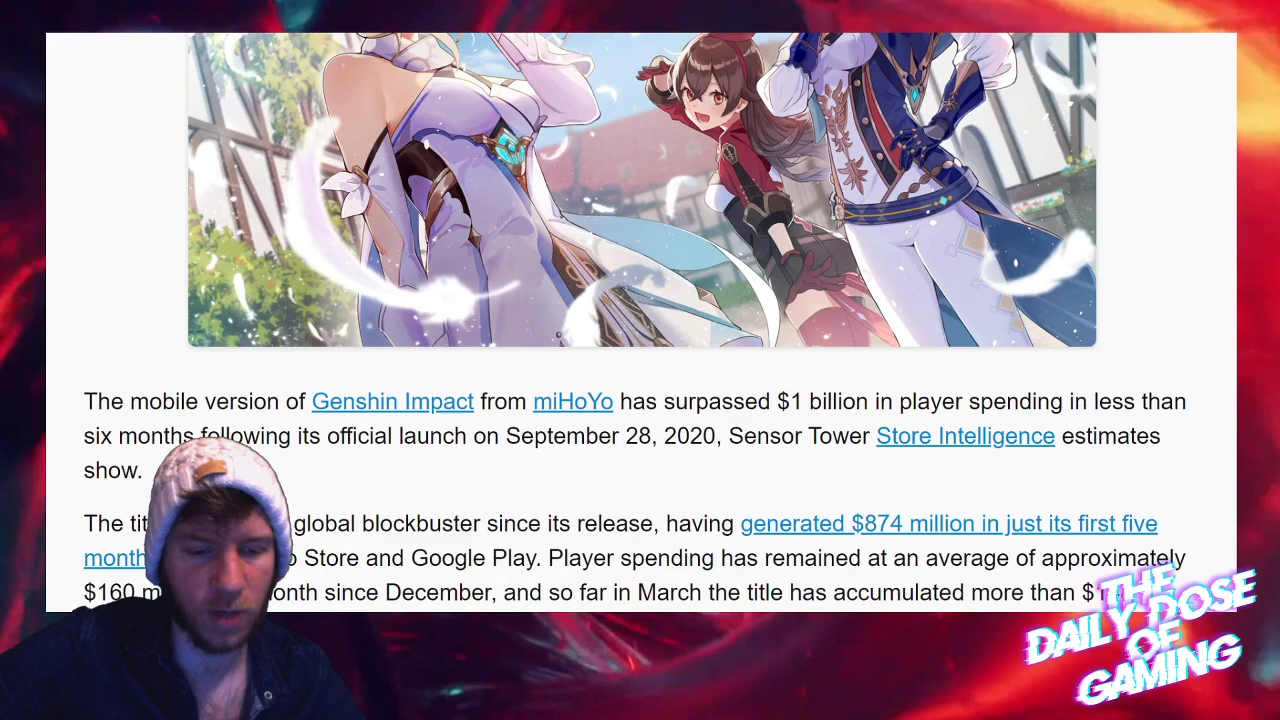 The mobile version of Genshin Impact from miHoYo has surpassed $1 billion in player spending in less than
six months following its official launch on September 28, 2020, Sensor Tower Store Intelligence estimates
show.
The global blockbuster since its release, having generated $874 million in just its first five
Store and Google Play. Player spending has remained at an average of approximately
$160 since December, and so far in March the title has accumulated more than
THE
DAILY DOSE
OF
GAMING